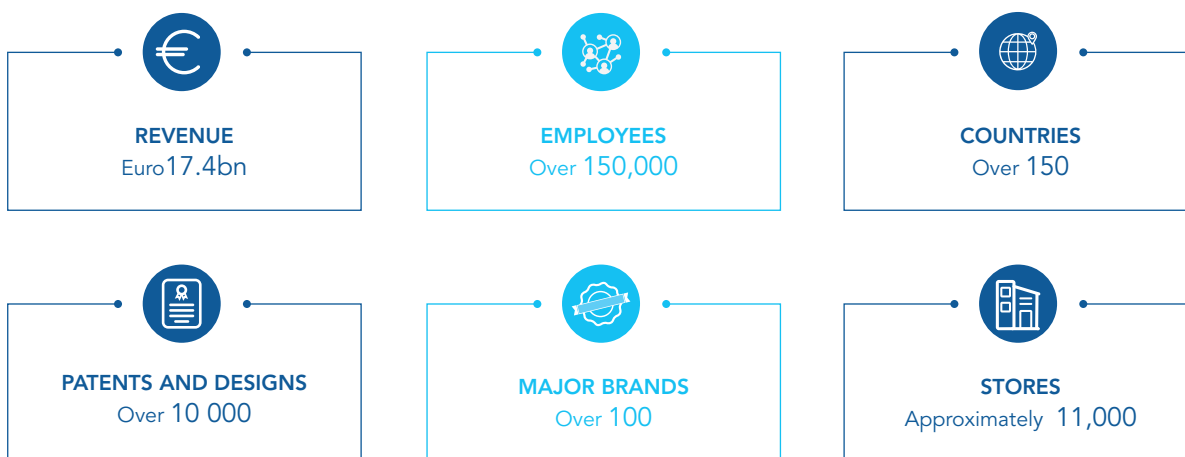 REVENUE
Euro17.4bn
EMPLOYEES
Over 150,000
COUNTRIES
Over 150
PATENTS AND DESIGNS
Over 10 000
MAJOR BRANDS
Over 100
STORES
Approximately 11,000